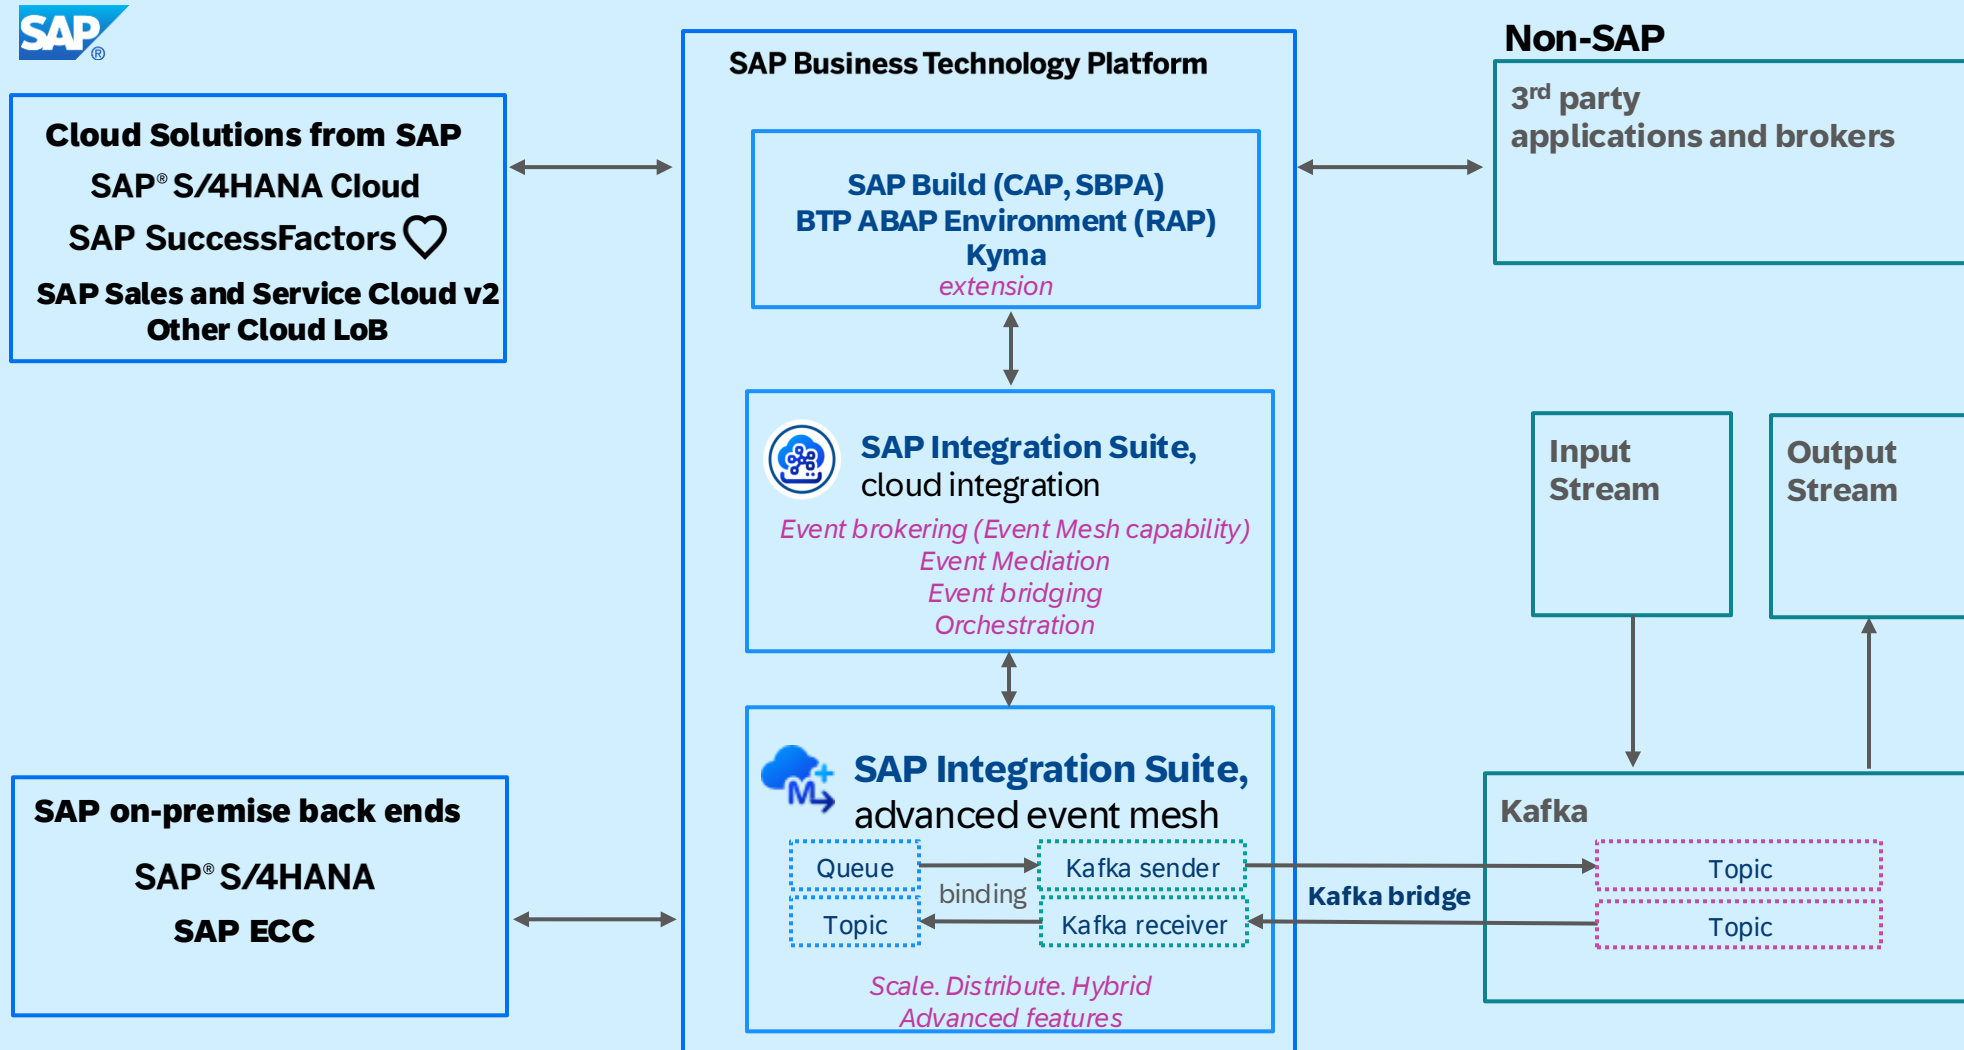 SAP®
Cloud Solutions from SAP
SAP® S/4HANA Cloud
SAP SuccessFactors
SAP Sales and Service Cloud v2
Other Cloud LoB
SAP on-premise back ends
SAP® S/4HANA
SAP ECC
SAP Business Technology Platform
SAP Build (CAP, SBPA)
BTP ABAP Environment (RAP)
Kyma
extension
SAP Integration Suite,
cloud integration
Event brokering (Event Mesh capability)
Event Mediation
Event bridging
Orchestration
M
SAP Integration Suite,
advanced event mesh
Queue
Kafka sender
binding
Topic
Kafka receiver
Scale. Distribute. Hybrid
Advanced features
Kafka bridge
Non-SAP
3rd party
applications and brokers
Input
Stream
Output
Stream
Kafka
Topic
Topic